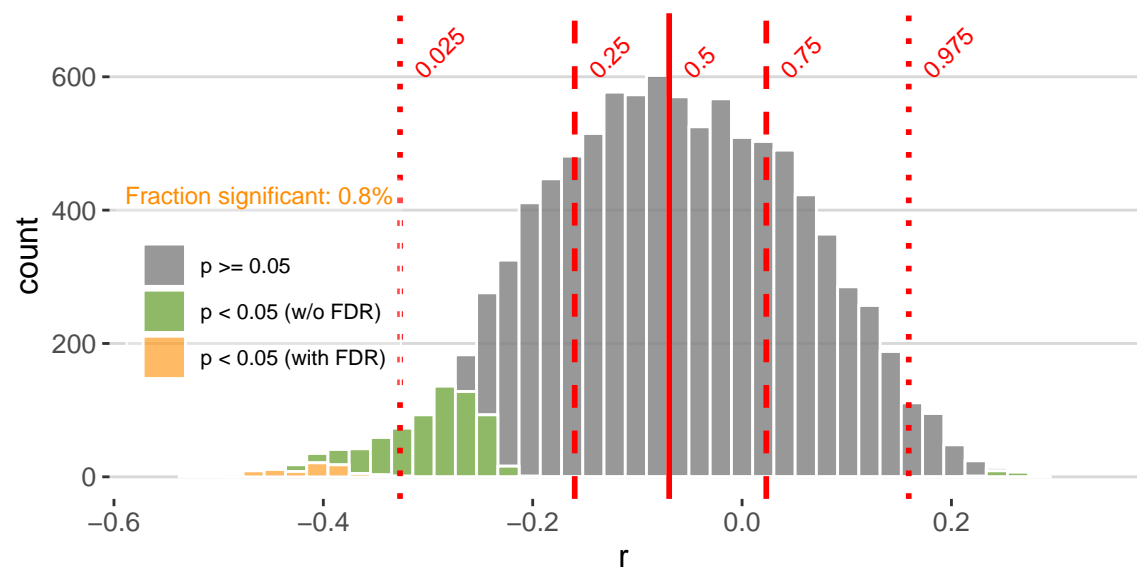 0.025
0.25
0.5
0.75
0.975
600
Fraction significant: 0.8%
400
count
p >= 0.05
p < 0.05 (w/o FDR)
200
p < 0.05 (with FDR)
0
−0.6
−0.4
−0.2
0.0
0.2
r